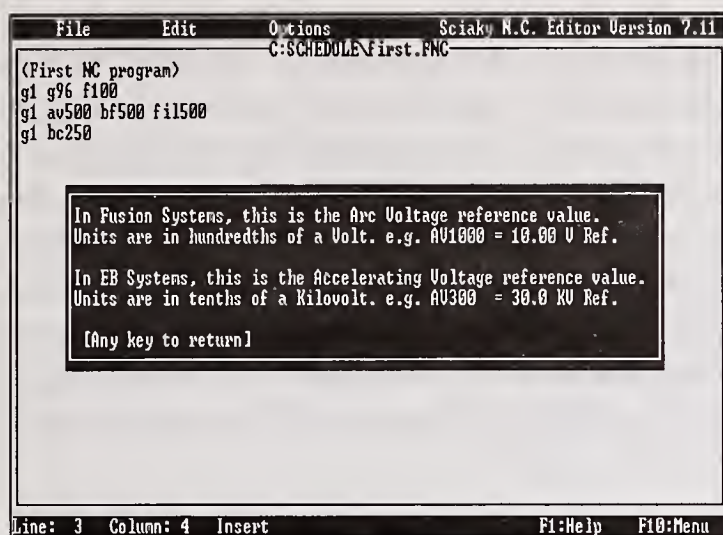 File Edit Options Sciaky N.C. Editor Version 7.11
C:SCHEDULE\first.FNC
(First NC program)
g1 g96 f100
g1 av500 bf500 fil500
g1 bc250
In Fusion Systems, this is the Arc Voltage reference value.
Units are in hundredths of a Volt. e.g. AV1000 = 10.00 V Ref.
In EB Systems, this is the Accelerating Voltage reference value.
Units are in tenths of a Kilovolt. e.g. AV300 = 30.0 KV Ref.
[Any key to return]
Line: 3 Column: 4 Insert F1:Help F10:Menu